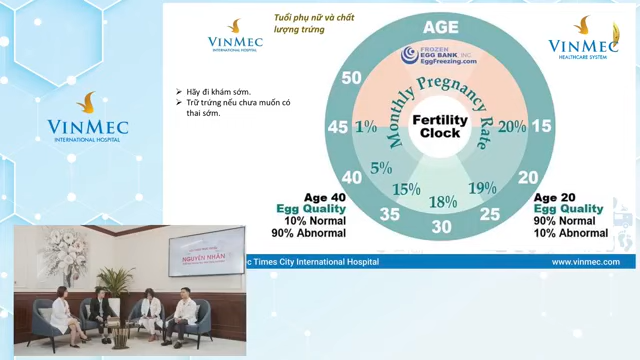 VINMEC
INTERNATIONAL HOSPITAL
Tuổi phụ nữ và chất
lượng trứng
AGE
VINMEC
HEALTHCARE SYSTEM
FROZEN
EGG BANK INC
EggFreezing.com
Hãy đi khám sớm.
Trữ trứng nếu chưa muốn có
thai sớm.
VINMEC
INTERNATIONAL HOSPITAL
Monthly Pregnancy Rate
Fertility
Clock
50
45
1%
20%
15
40
5%
15%
18%
19%
20
35
30
25
Age 40
Egg Quality
10% Normal
90% Abnormal
Age 20
Egg Quality
90% Normal
10% Abnormal
Times City International Hospital
www.vinmec.com
NGUYÊN NHÂN